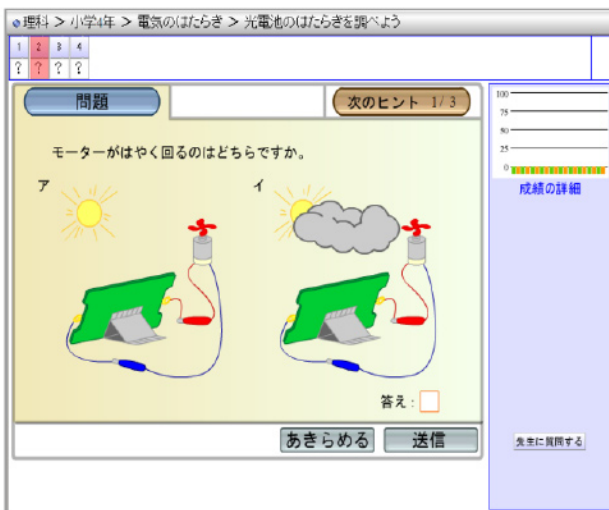 理科 > 小学4年 > 電気のはたらき > 光電池のはたらきを調べよう
1 2 3 4
? ? ? ?
問題
次のヒント 1/3
モーターがはやく回るのはどちらですか。
ア
イ
答え:
あきらめる
送信
100
75
50
25
0
成績の詳細
先生に質問する